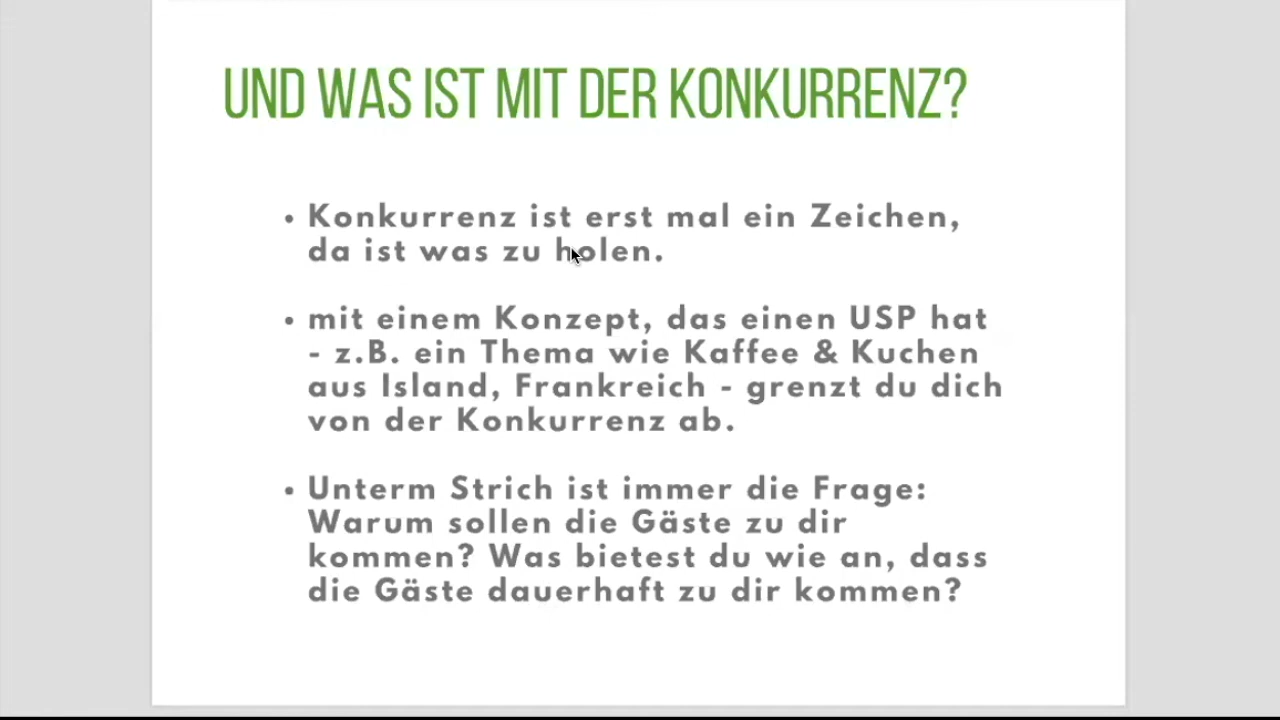 UND WAS IST MIT DER KONKURRENZ?
• Konkurrenz ist erst mal ein Zeichen,
da ist was zu holen.
• mit einem Konzept, das einen USP hat
- z.B. ein Thema wie Kaffee & Kuchen
aus Island, Frankreich - grenzt du dich
von der Konkurrenz ab.
• Unterm Strich ist immer die Frage:
Warum sollen die Gäste zu dir
kommen? Was bietest du wie an, dass
die Gäste dauerhaft zu dir kommen?